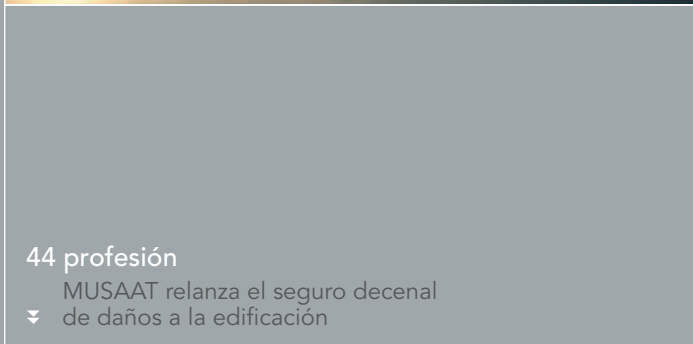 44 profesión
MUSAAT relanza el seguro decenal
de daños a la edificación